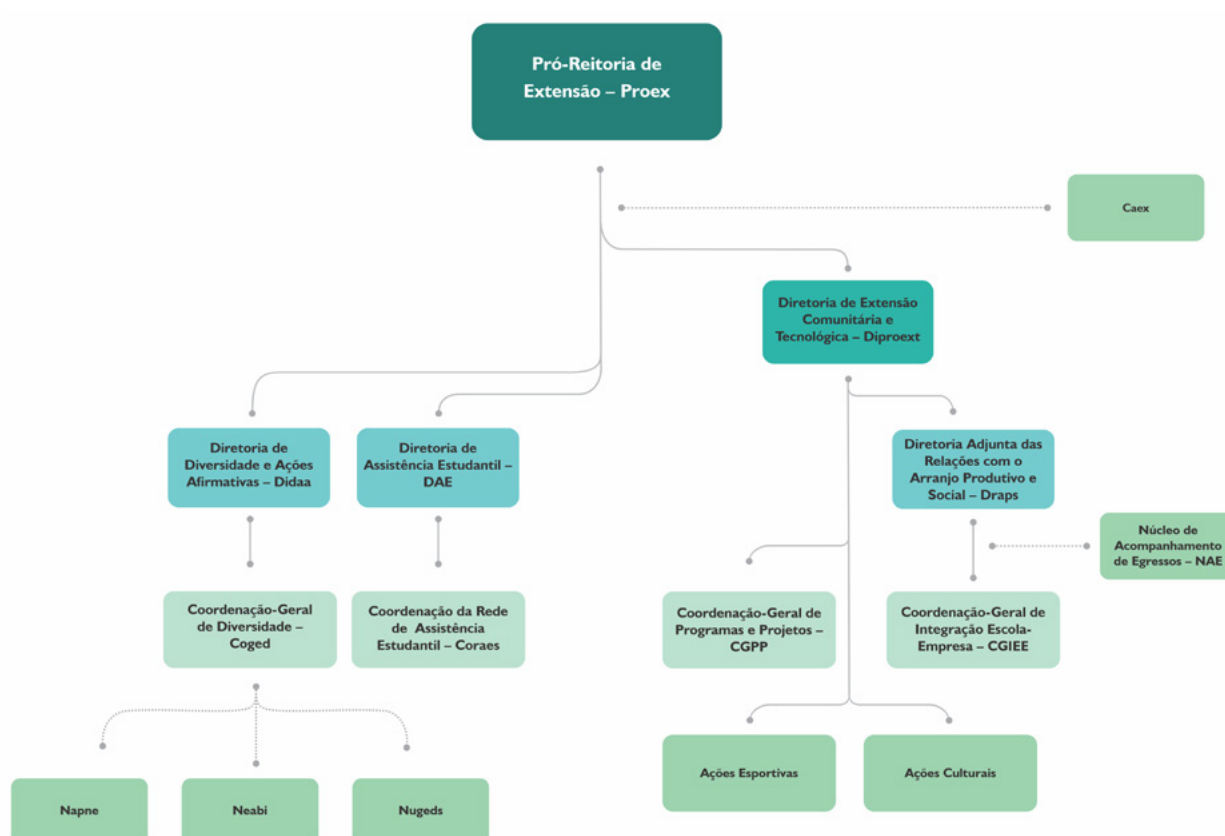 Pró-Reitoria de
Extensão – Proex
Caex
Diretoria de Extensão
Comunitária e
Tecnológica – Diproext
Diretoria de
Diversidade e Ações
Afirmativas – Didaa
Diretoria de
Assistência Estudantil –
DAE
Diretoria Adjunta das
Relações com o
Arranjo Produtivo e
Social – Draps
Núcleo de
Acompanhamento
de Egressos – NAE
Coordenação-Geral
de Diversidade –
Coged
Coordenação da Rede
de Assistência
Estudantil – Coraes
Coordenação-Geral de
Programas e Projetos –
CGPP
Coordenação-Geral de
Integração Escola-
Empresa – CGIEE
Ações Esportivas
Ações Culturais
Napne
Neabi
Nugeds